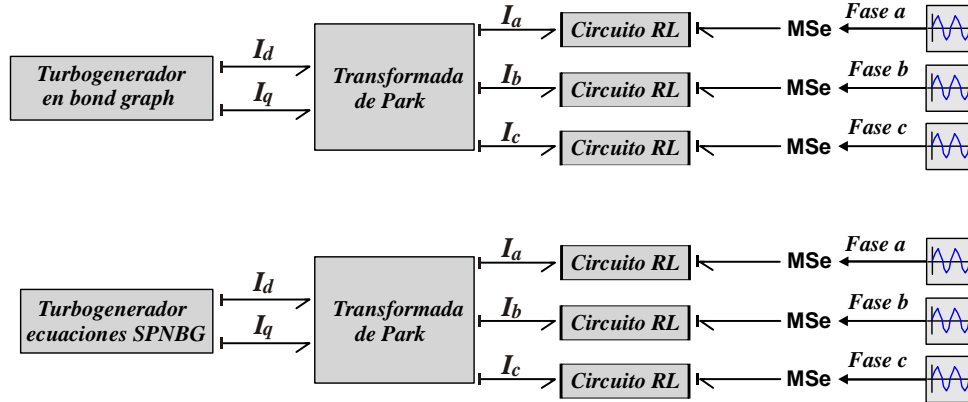 I_a
Circuito RL
MSe
Fase a
I_d
Turbogenerador
en bond graph
I_q
Transformada
de Park
I_b
Circuito RL
MSe
Fase b
I_c
Circuito RL
MSe
Fase c
I_a
Circuito RL
MSe
Fase a
I_d
Turbogenerador
ecuaciones SPNBG
I_q
Transformada
de Park
I_b
Circuito RL
MSe
Fase b
I_c
Circuito RL
MSe
Fase c